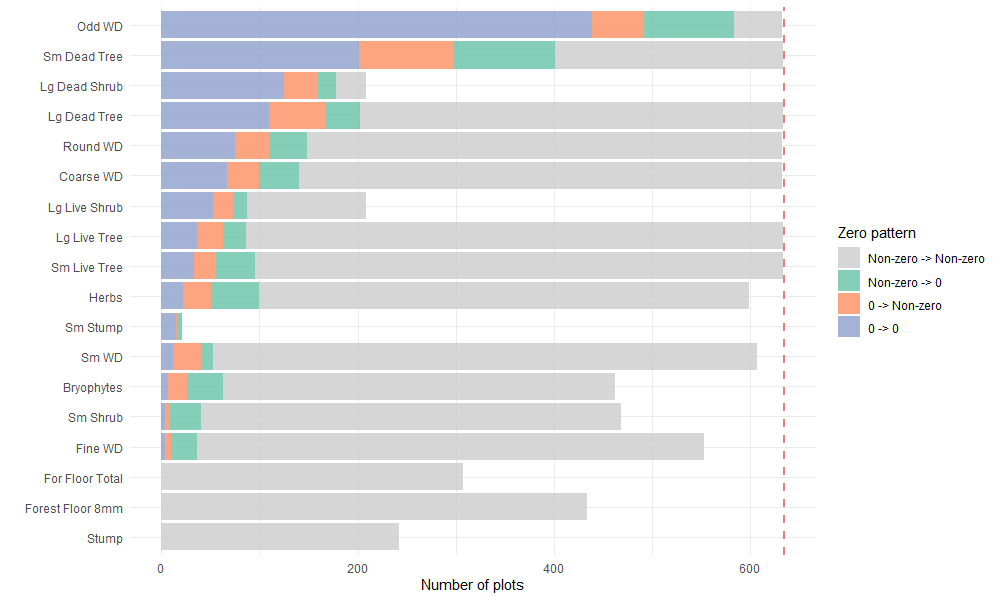 Odd WD
Sm Dead Tree
Lg Dead Shrub
Lg Dead Tree
Round WD
Coarse WD
Lg Live Shrub
Lg Live Tree
Sm Live Tree
Herbs
Sm Stump
Sm WD
Bryophytes
Sm Shrub
Fine WD
For Floor Total
Forest Floor 8mm
Stump
0 200 400 600
Number of plots
Zero pattern
Non-zero -> Non-zero
Non-zero -> 0
0 -> Non-zero
0 -> 0